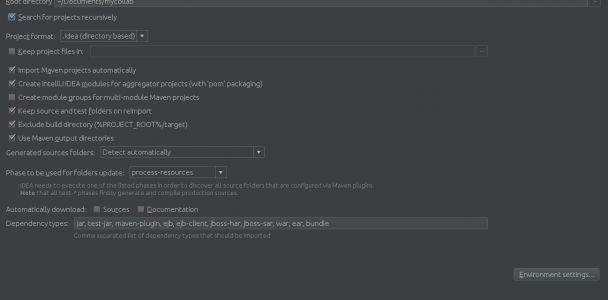 Root directory ~/Documents/mycollab
Search for projects recursively
Project format: .idea (directory based)
Keep project files in:
Import Maven projects automatically
Create IntelliJ IDEA modules for aggregator projects (with 'pom' packaging)
Create module groups for multi-module Maven projects
Keep source and test folders on reimport
Exclude build directory (%PROJECT_ROOT%/target)
Use Maven output directories
Generated sources folders: Detect automatically
Phase to be used for folders update: process-resources
IDEA needs to execute one of the listed phases in order to discover all source folders that are configured via Maven plugins.
Note that all test-* phases firstly generate and compile production sources.
Automatically download: Sources Documentation
Dependency types: jar, test-jar, maven-plugin, ejb, ejb-client, jboss-har, jboss-sar, war, ear, bundle
Comma separated list of dependency types that should be imported
Environment settings...